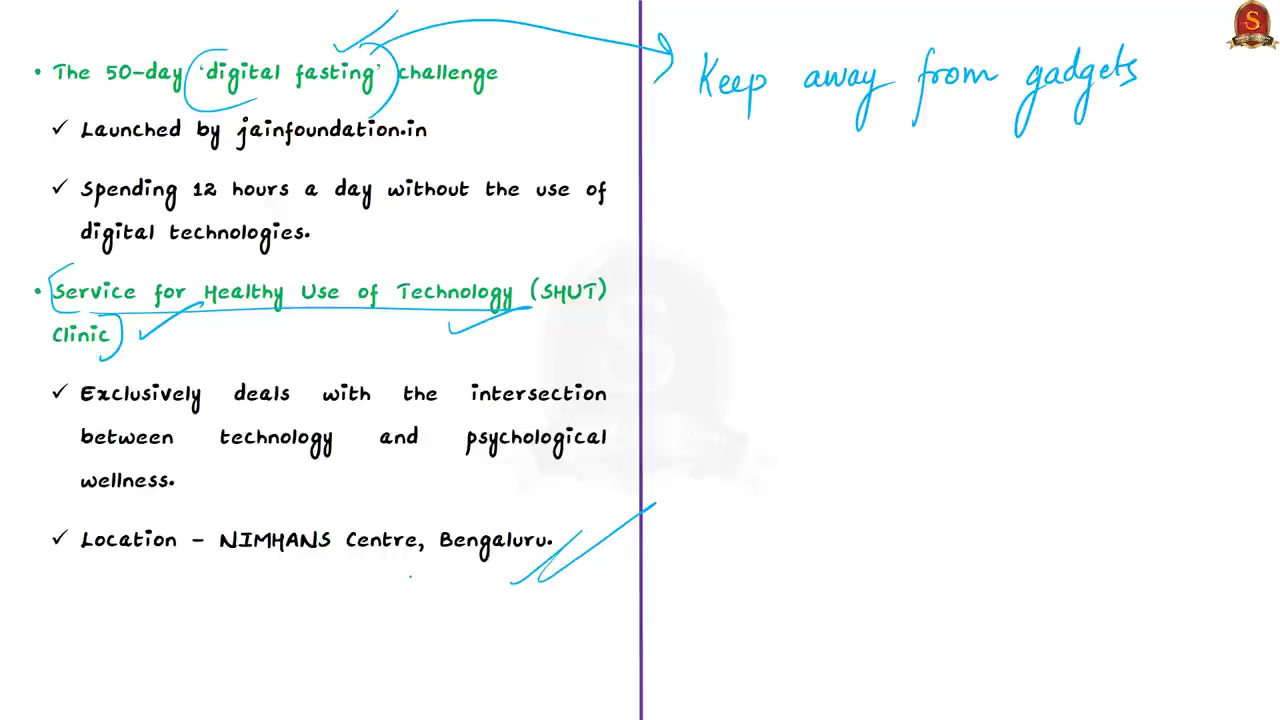 • The 50-day 'digital fasting' challenge
✓ Launched by jainfoundation.in
✓ Spending 12 hours a day without the use of
digital technologies.
• Service for Healthy Use of Technology (SHUT)
Clinic
✓ Exclusively deals with the intersection
between technology and psychological
wellness.
✓ Location - NIMHANS Centre, Bengaluru.
Keep away from gadgets
S